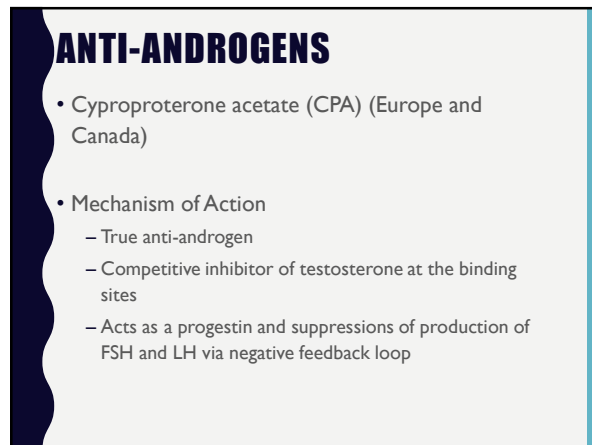 ANTI-ANDROGENS
• Cyproproterone acetate (CPA) (Europe and
Canada)
• Mechanism of Action
– True anti-androgen
– Competitive inhibitor of testosterone at the binding
sites
– Acts as a progestin and suppressions of production of
FSH and LH via negative feedback loop